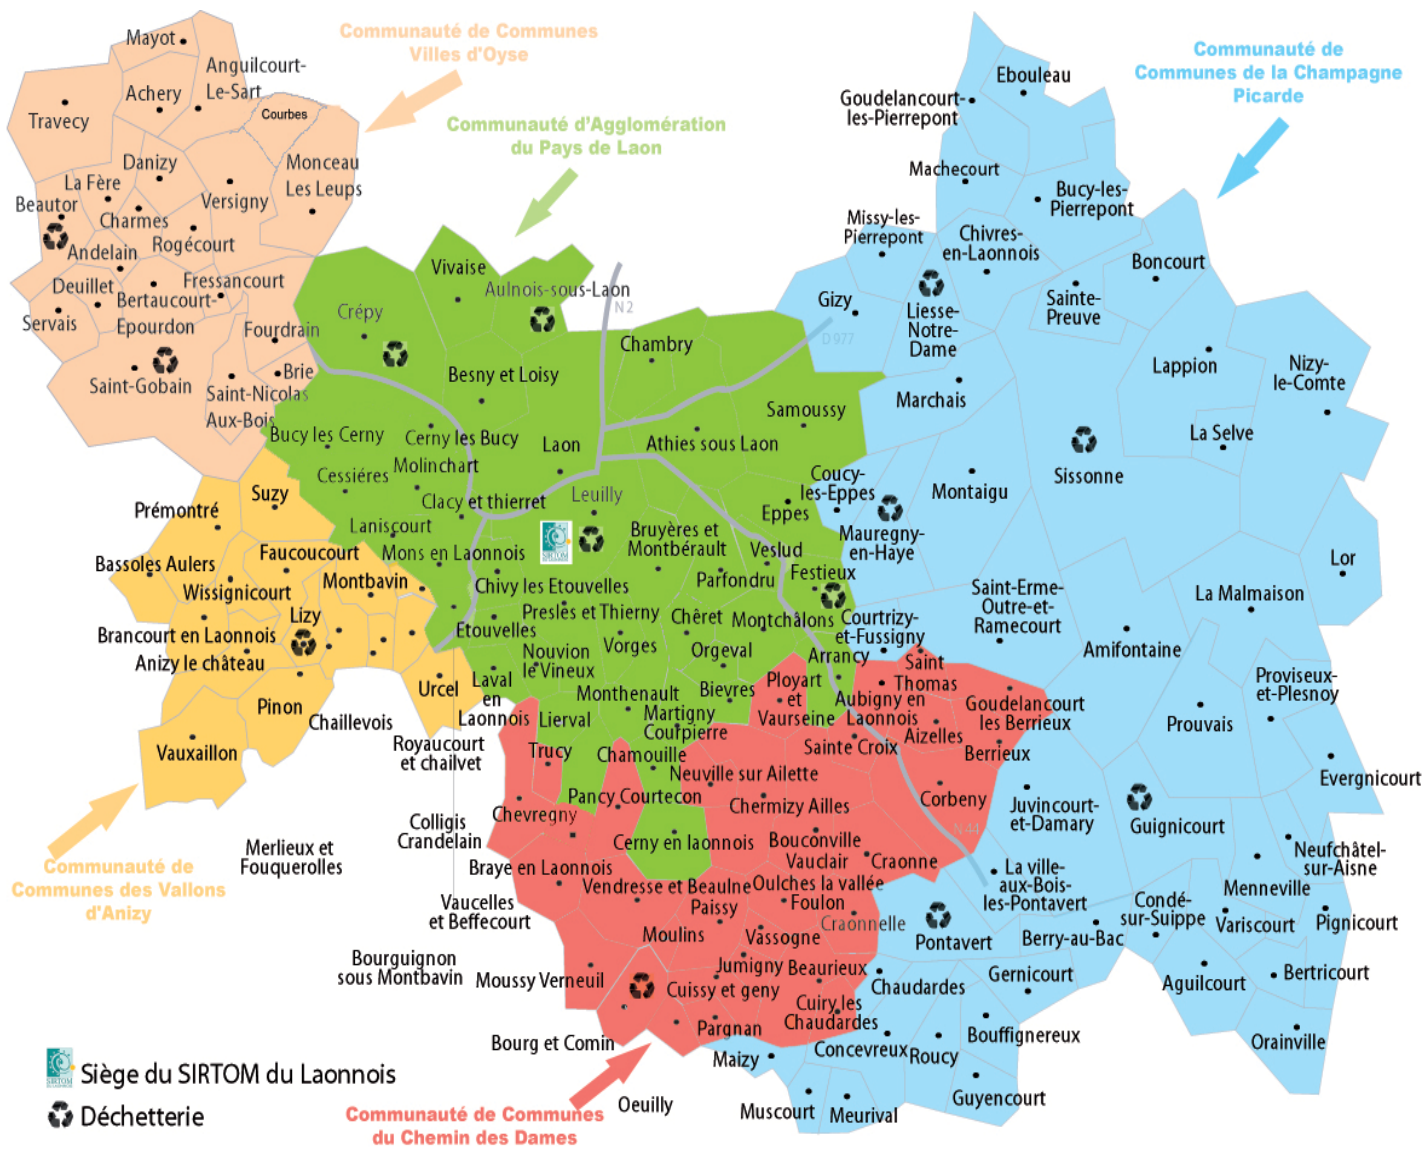 Communauté de Communes
Villes d'Oyse
Communauté d'Agglomération
du Pays de Laon
Communauté de
Communes de la Champagne
Picarde
Mayot
Anguilcourt-
Le-Sart
Achery
Courbes
Travecy
Danizy
Monceau
Les Leups
La Fère
Versigny
Beautor
Charmes
Rogécourt
Andelain
Deuillet
Fressancourt
Bertaucourt-
Epourdon
Servais
Fourdrain
Saint-Gobain
Brie
Saint-Nicolas
Aux-Bois
Vivaise
Aulnois-sous-Laon
N2
Crépy
Chambry
D977
Besny et Loisy
Samoussy
Bucy les Cerny
Cerny les Bucy
Laon
Athies sous Laon
Cessiéres
Molinchart
Clacy et thierret
Leuilly
Eppes
Laniscourt
Bruyères et
Montbérault
Veslud
Mons en Laonnois
Parfondru
Festieux
Chivy les Etouvelles
Presles et Thierny
Chêret
Montchâlons
Etouvelles
Vorges
Orgeval
Arrancy
Nouvion
le Vineux
Laval
en
Laonnois
Monthenault
Bievres
Martigny
Courpierre
Lierval
Chamouille
Cerny en laonnois
SIRTOM
Ebouleau
Goudelancourt-
les-Pierrepont
Machecourt
Bucy-les-
Pierrepont
Missy-les-
Pierrepont
Chivres-
en-Laonnois
Boncourt
Gizy
Liesse-
Notre-
Dame
Sainte-
Preuve
Lappion
Nizy-
le-Comte
Marchais
La Selve
Sissonne
Coucy-
les-Eppes
Montaigu
Mauregny-
en-Haye
Lor
Saint-Erme-
Outre-et-
Ramecourt
La Malmaison
Courtrizy-
et-Fussigny
Amifontaine
Proviseux-
et-Plesnoy
Prouvais
Evergnicourt
Juvincourt-
et-Damary
Guignicourt
Neufchâtel-
sur-Aisne
La ville-
aux-Bois-
les-Pontavert
Menneville
Condé-
sur-Suippe
Variscourt
Pignicourt
Pontavert
Berry-au-Bac
Gernicourt
Aguilcourt
Bertricourt
Chaudardes
Bouffignereux
Orainville
Concevreux
Roucy
Maizy
Guyencourt
Muscourt
Meurival
Suzy
Prémontré
Faucoucourt
Bassoles Aulers
Wissignicourt
Montbavin
Lizy
Brancourt en Laonnois
Anizy le château
Urcel
Pinon
Chaillevois
Vauxaillon
Royaucourt
et chailvet
Colligis
Crandelain
Merlieux et
Fouquerolles
Communauté de
Communes des Vallons
d'Anizy
Vaucelles
et Beffecourt
Bourguignon
sous Montbavin
Ployart
et
Vaurseine
Saint
Thomas
Aubigny en
Laonnois
Goudelancourt
les Berrieux
Aizelles
Sainte Croix
Berrieux
Trucy
Neuville sur Ailette
Pancy Courtecon
Chermizy Ailles
Corbeny
Chevregny
N 44
Bouconville
Vauclair
Craonne
Braye en Laonnois
Vendresse et Beaulne
Oulches la vallée
Foulon
Paissy
Craonnelle
Moulins
Vassogne
Jumigny
Beaurieux
Moussy Verneuil
Cuissy et geny
Cuiry les
Chaudardes
Pargnan
Bourg et Comin
Oeuilly
SIRTOM
Siège du SIRTOM du Laonnois
Déchetterie
Communauté de Communes
du Chemin des Dames